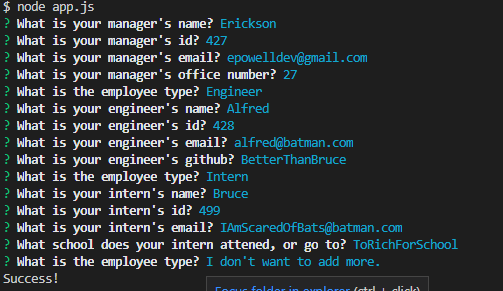 $ node app.js
? What is your manager's name? Erickson
? What is your manager's id? 427
? What is your manager's email? epowelldev@gmail.com
? What is your manager's office number? 27
? What is the employee type? Engineer
? What is your engineer's name? Alfred
? What is your engineer's id? 428
? What is your engineer's email? alfred@batman.com
? What is your engineer's github? BetterThanBruce
? What is the employee type? Intern
? What is your intern's name? Bruce
? What is your intern's id? 499
? What is your intern's email? IAmScaredOfBats@batman.com
? What school does your intern attened, or go to? ToRichForSchool
? What is the employee type? I don't want to add more.
Success!
Focus folder in explorer (ctrl + click)